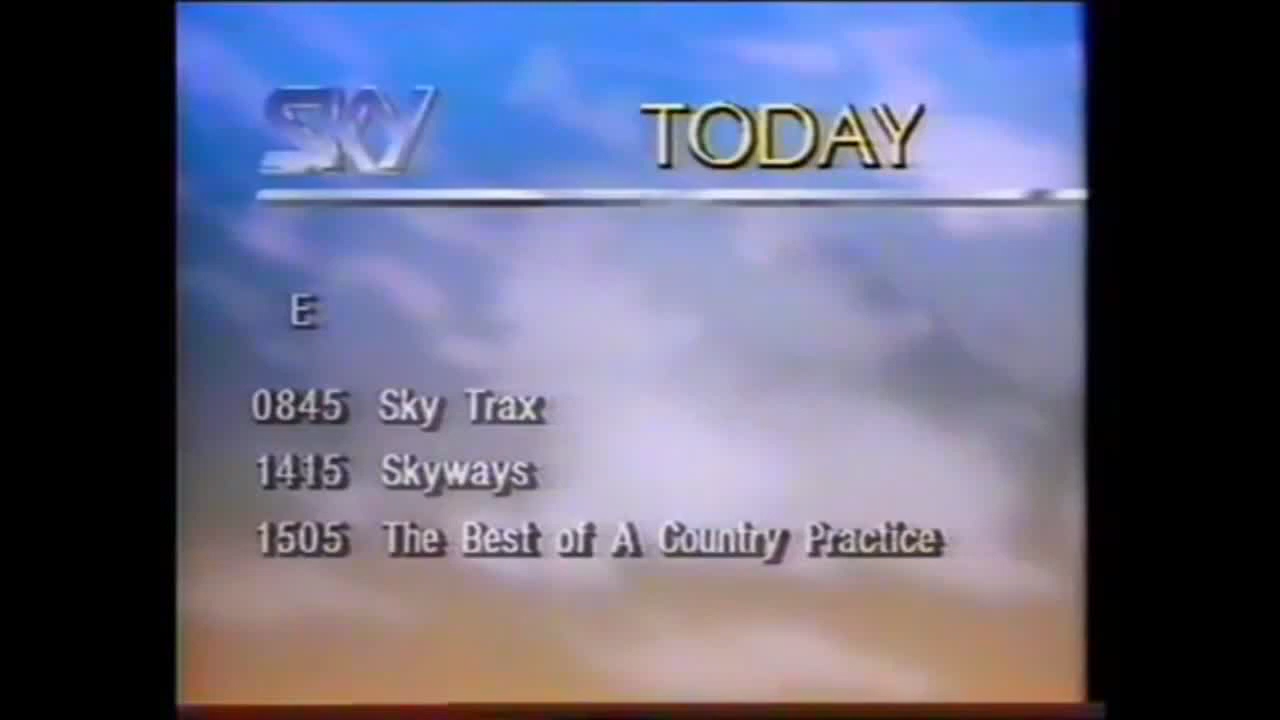 SKY TODAY
E
0845 Sky Trax
1415 Skyways
1505 The Best of A Country Practice